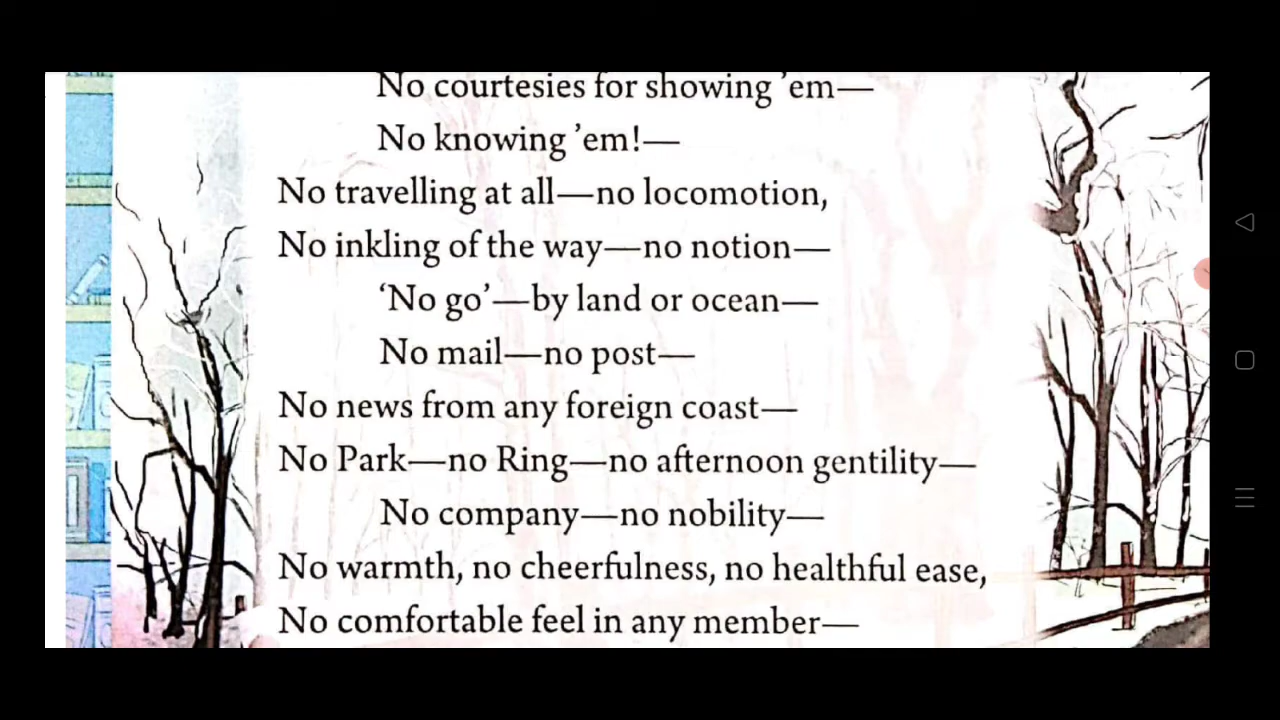 No courtesies for showing ’em—
No knowing ’em!—
No travelling at all—no locomotion,
No inkling of the way—no notion—
‘No go’—by land or ocean—
No mail—no post—
No news from any foreign coast—
No Park—no Ring—no afternoon gentility—
No company—no nobility—
No warmth, no cheerfulness, no healthful ease,
No comfortable feel in any member—